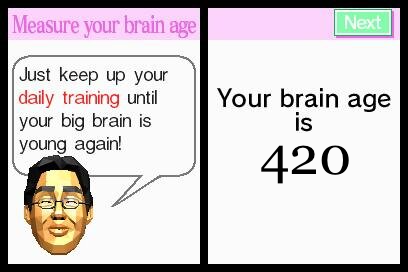 Measure your brain age
Just keep up your
daily training until
your big brain is
young again!
Next
Your brain age
is
420